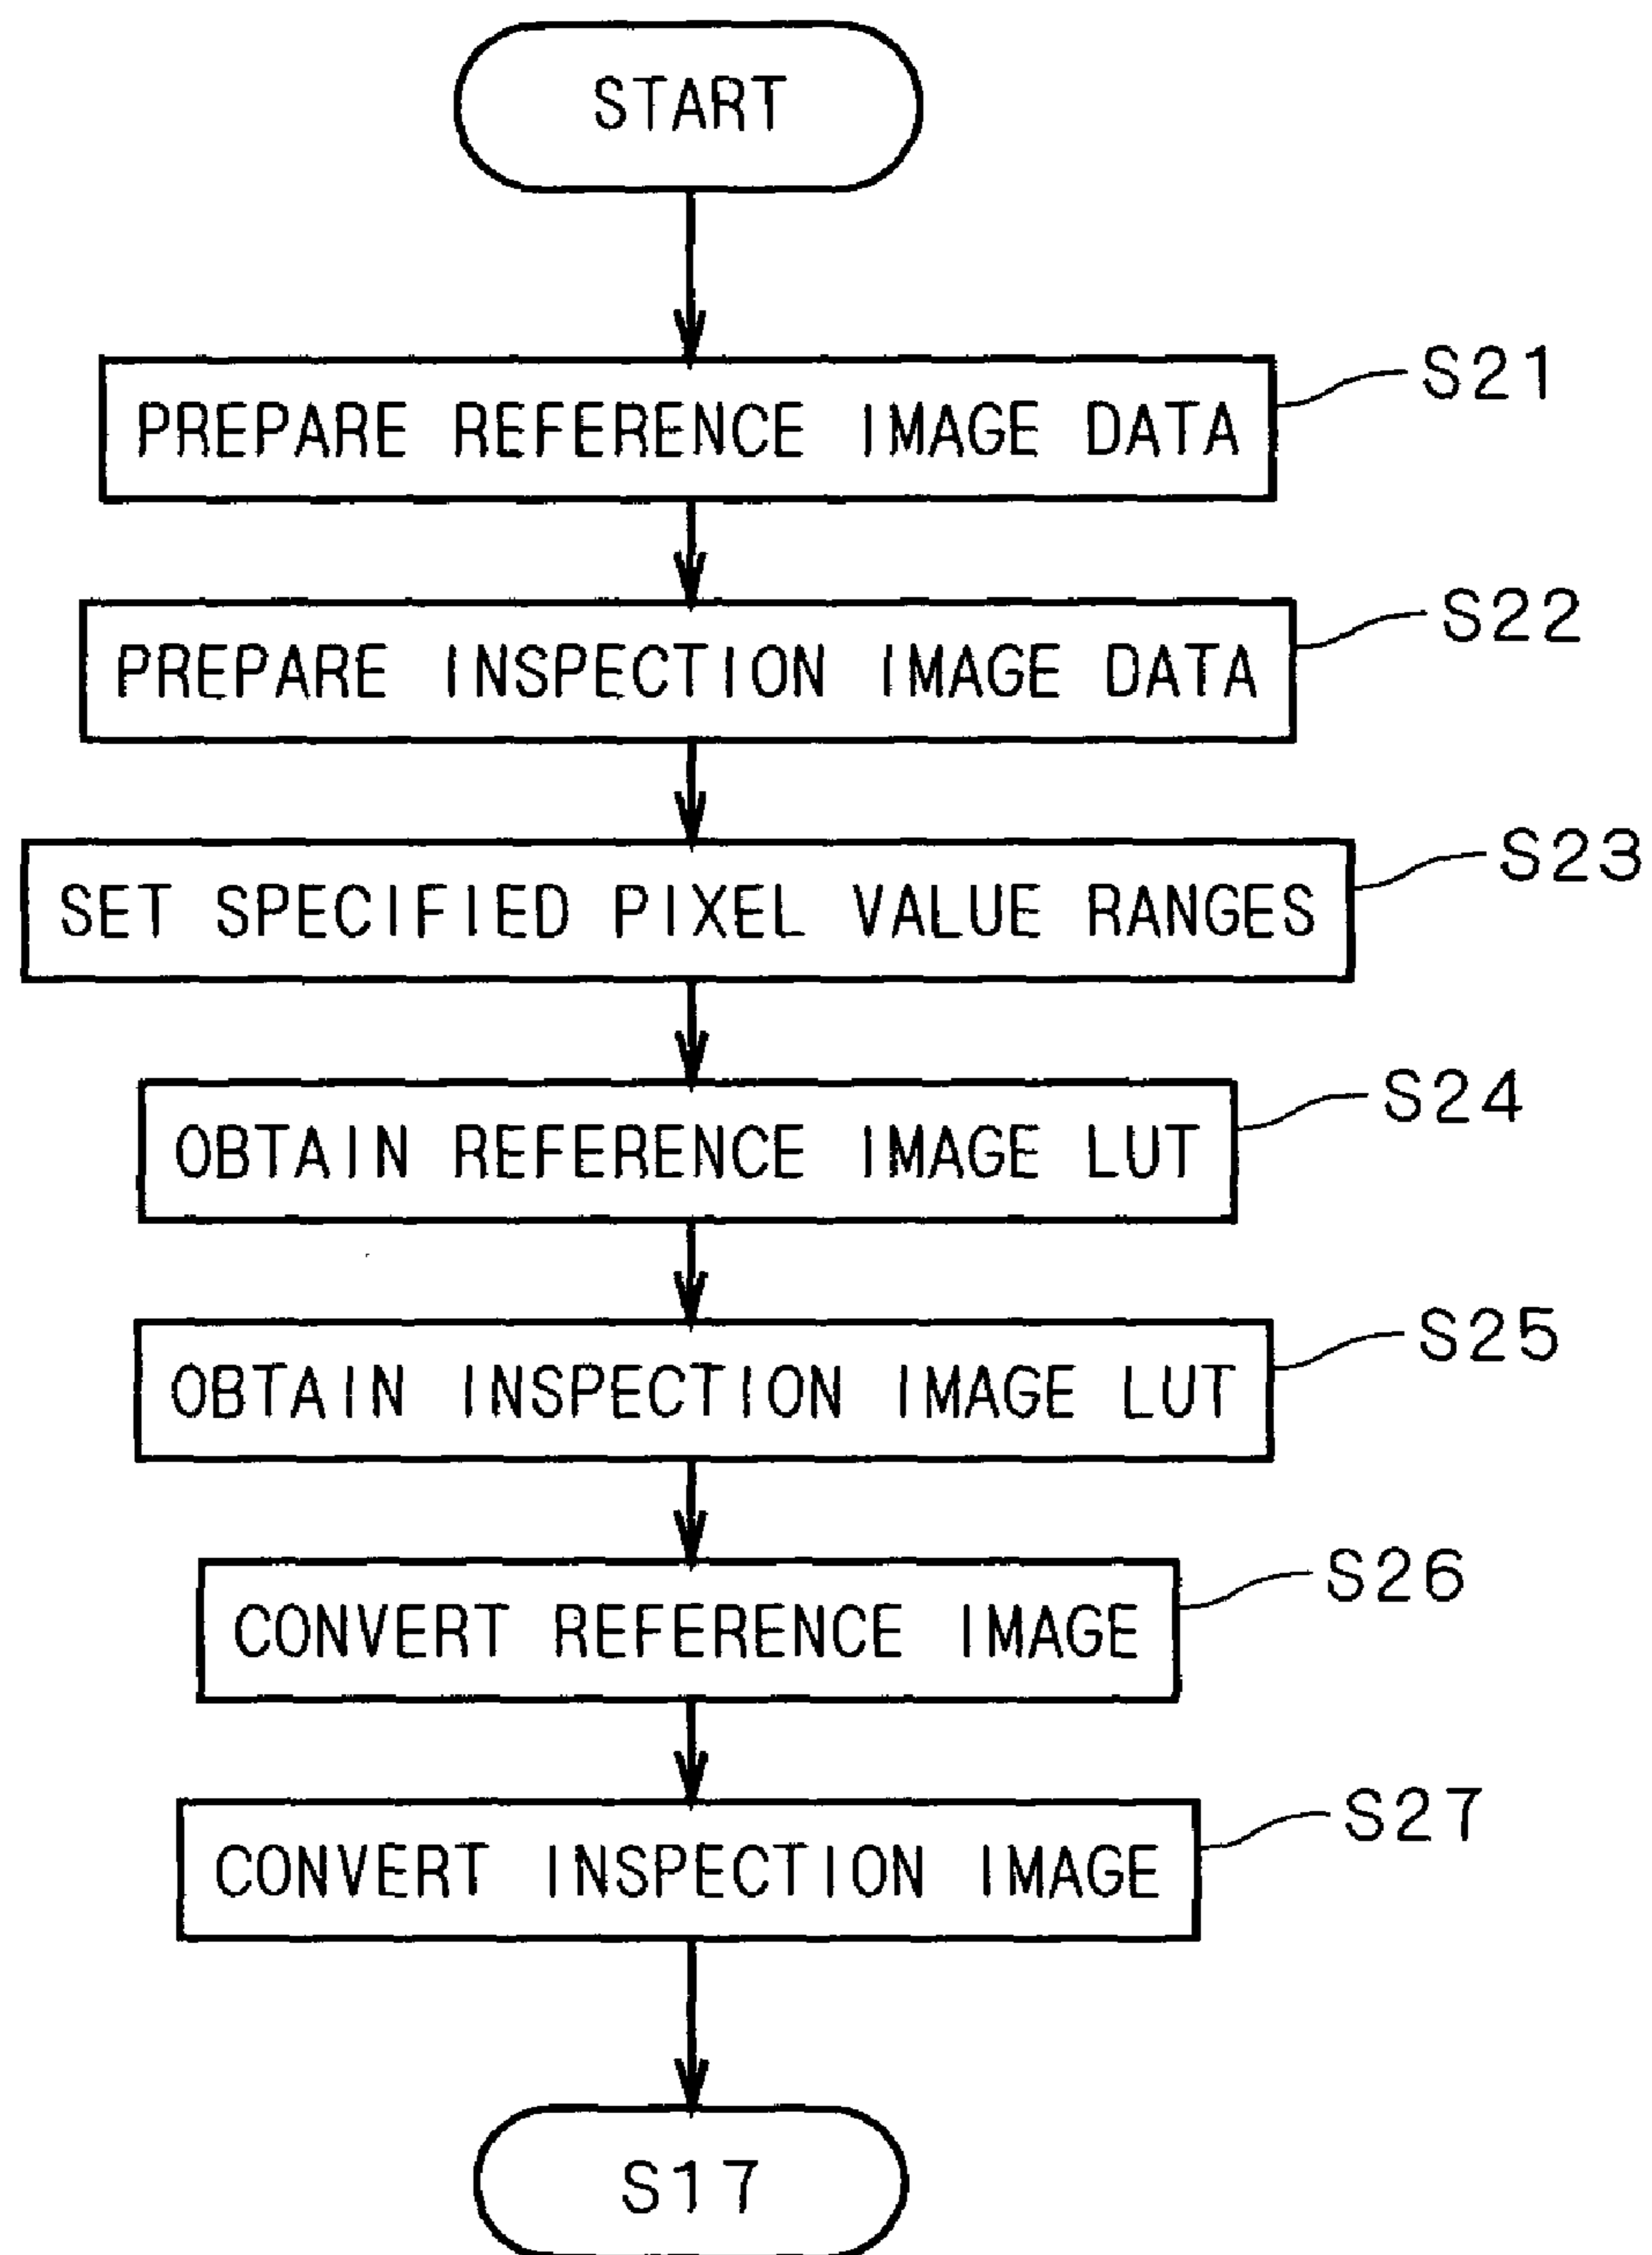 START
S21
PREPARE REFERENCE IMAGE DATA
S22
PREPARE INSPECTION IMAGE DATA
S23
SET SPECIFIED PIXEL VALUE RANGES
S24
OBTAIN REFERENCE IMAGE LUT
S25
OBTAIN INSPECTION IMAGE LUT
S26
CONVERT REFERENCE IMAGE
S27
CONVERT INSPECTION IMAGE
S17